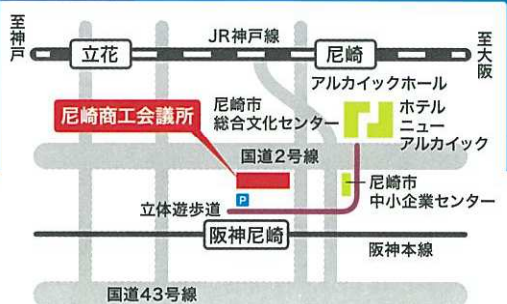 至神戸
JR神戸線
立花
尼崎
至大阪
アルカイックホール
尼崎市
総合文化センター
ホテル
ニュー
アルカイック
尼崎商工会議所
国道2号線
P
尼崎市
中小企業センター
立体遊歩道
阪神尼崎
阪神本線
国道43号線